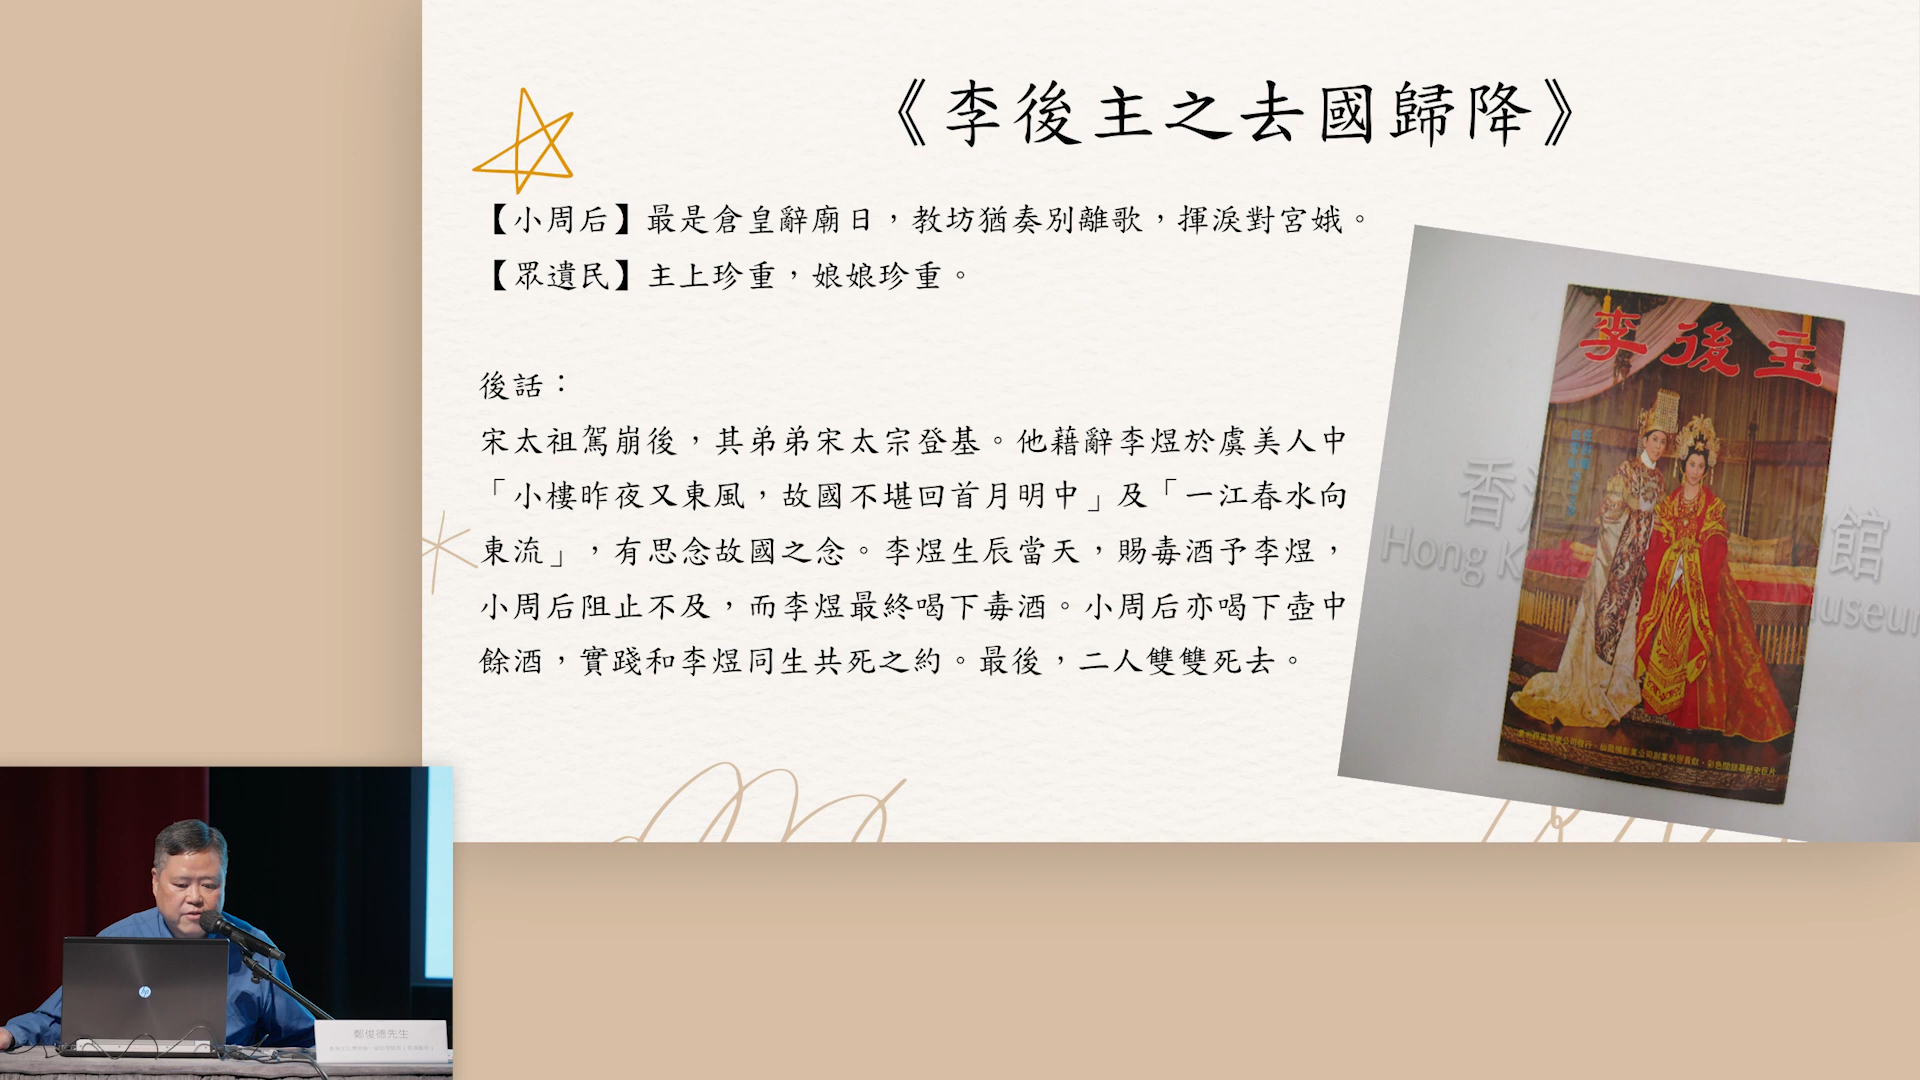 《李後主之去國歸降》
【小周后】最是倉皇辭廟日，教坊猶奏別離歌，揮淚對宮娥。
【眾遺民】主上珍重，娘娘珍重。
後話：
宋太祖駕崩後，其弟弟宋太宗登基。他藉辭李煜於虞美人中
「小樓昨夜又東風，故國不堪回首月明中」及「一江春水向
東流」，有思念故國之念。李煜生辰當天，賜毒酒予李煜，
小周后阻止不及，而李煜最終喝下毒酒。小周后亦喝下壺中
餘酒，實踐和李煜同生共死之約。最後，二人雙雙死去。
李後主
香港 館
Hong K useum
hp
鄭俊德先生